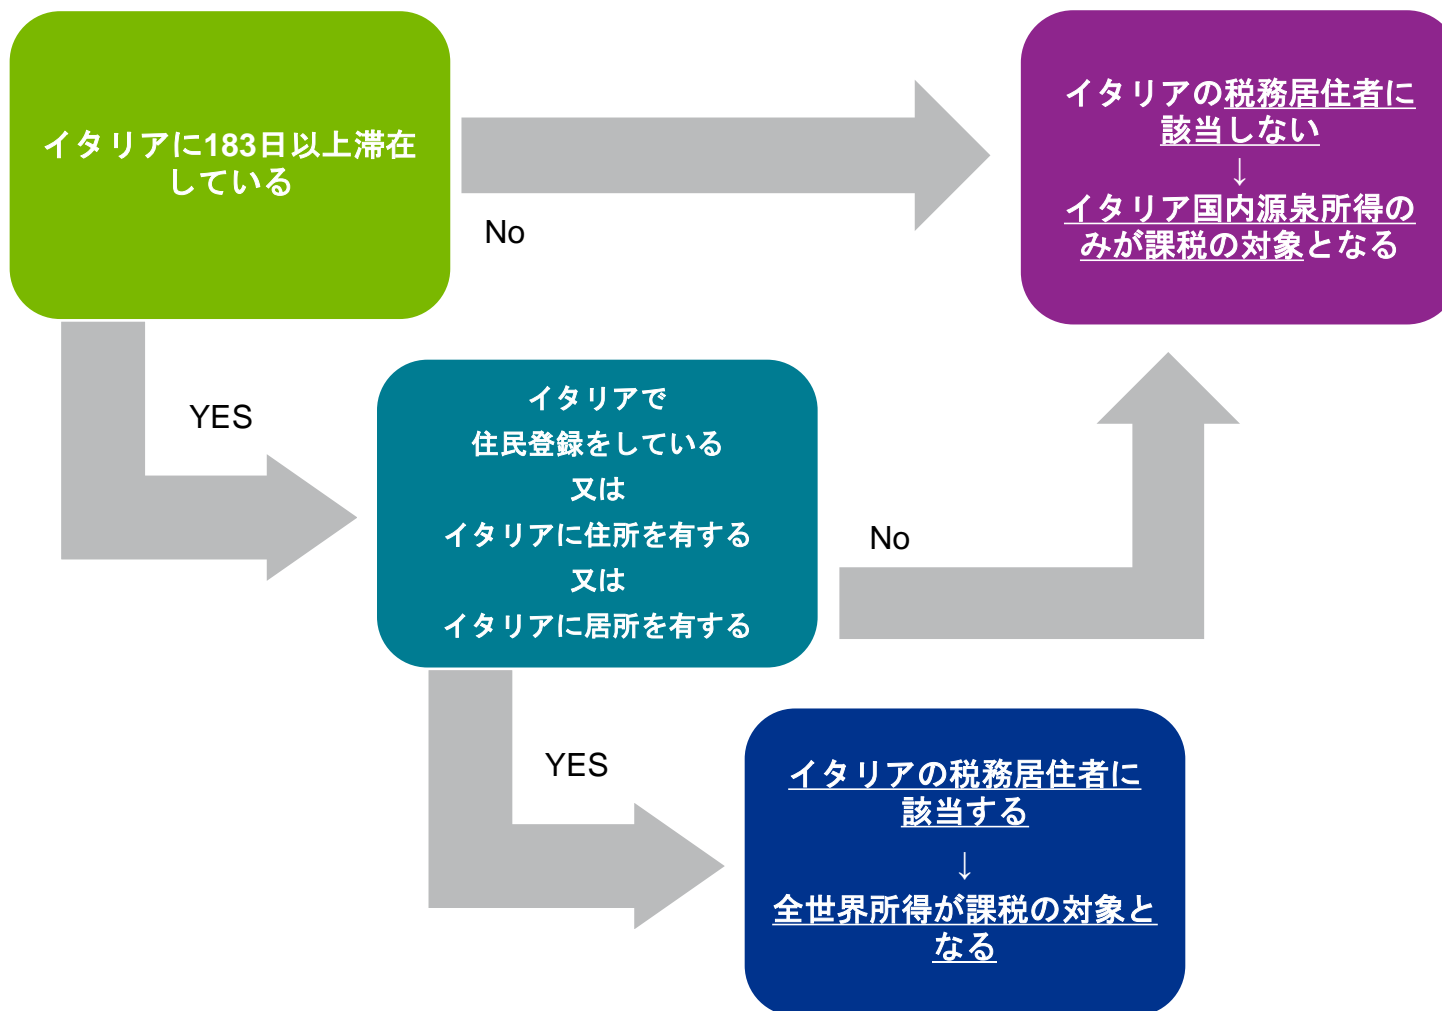 イタリアに183日以上滞在
している
No
イタリアの税務居住者に
該当しない
↓
イタリア国内源泉所得の
みが課税の対象となる
YES
イタリアで
住民登録をしている
又は
イタリアに住所を有する
又は
イタリアに居所を有する
No
YES
イタリアの税務居住者に
該当する
↓
全世界所得が課税の対象と
なる